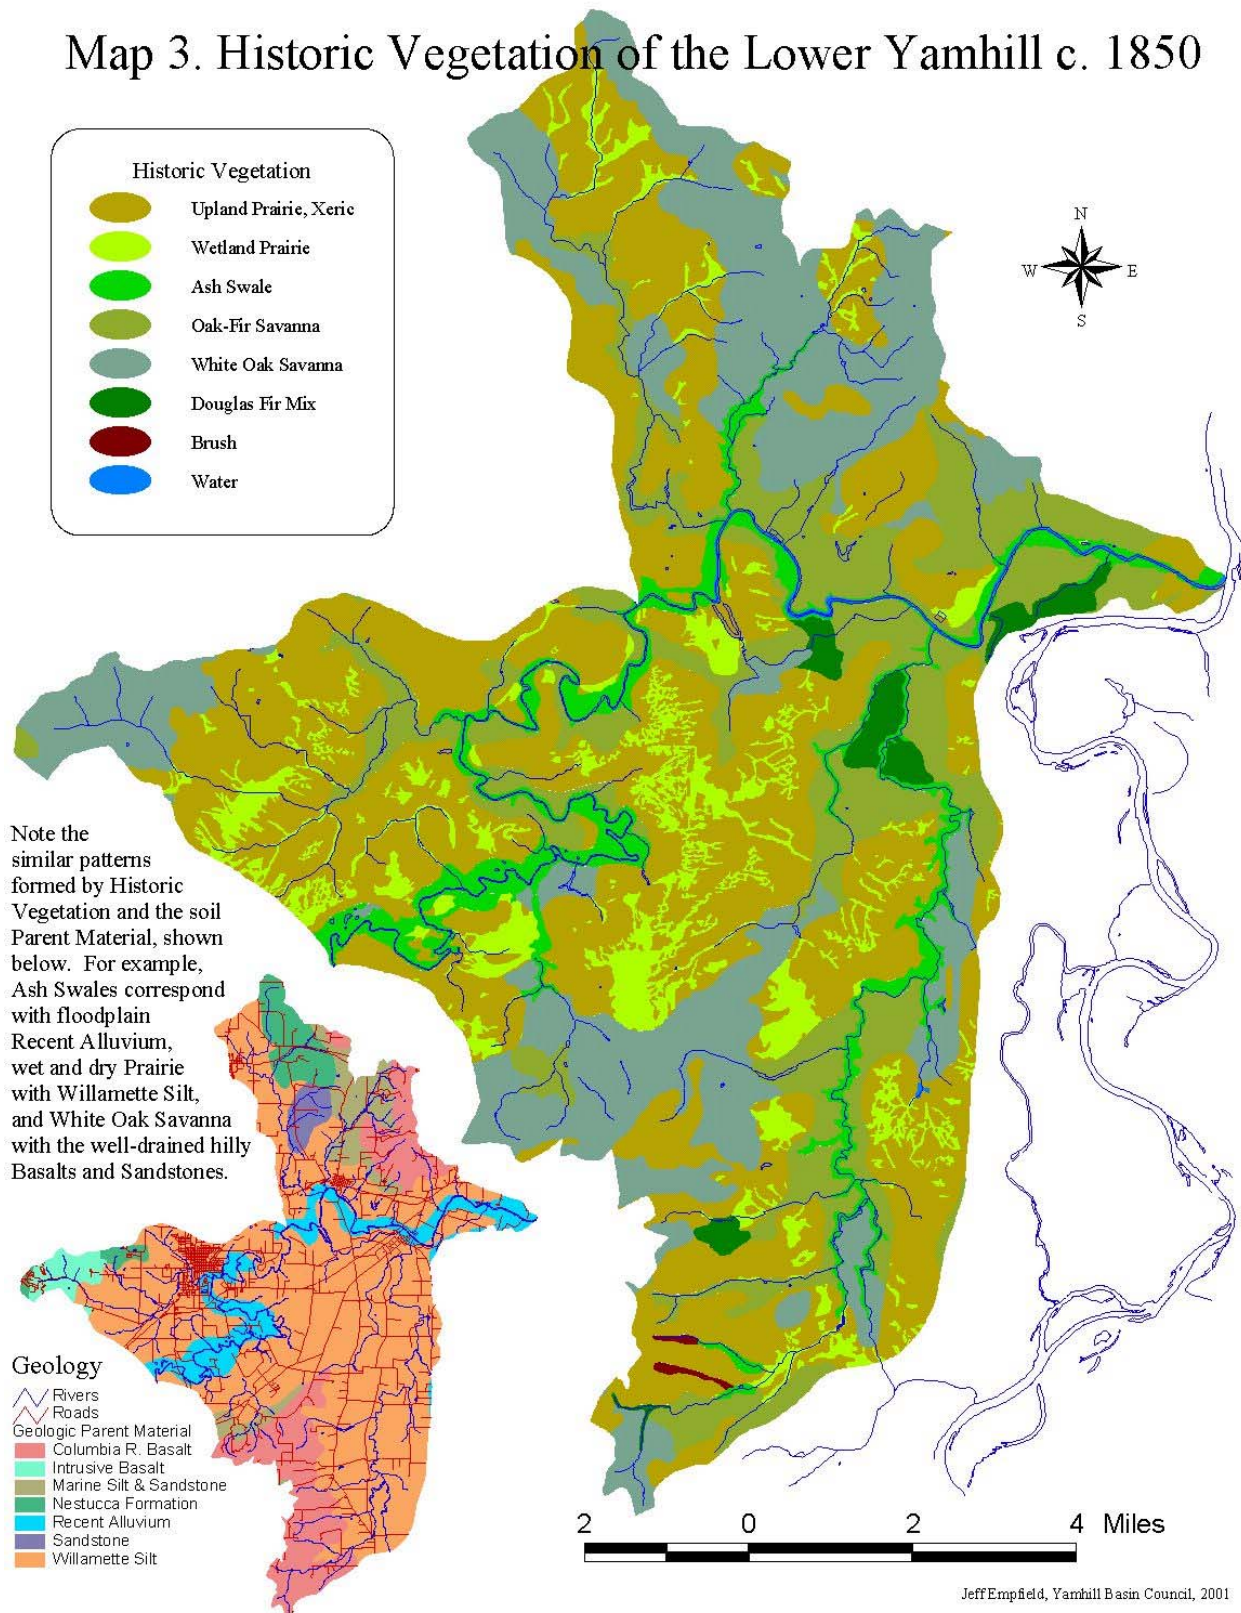 Map 3. Historic Vegetation of the Lower Yamhill c. 1850
Historic Vegetation
Upland Prairie, Xeric
Wetland Prairie
Ash Swale
Oak-Fir Savanna
White Oak Savanna
Douglas Fir Mix
Brush
Water
N
W
E
S
Note the
similar patterns
formed by Historic
Vegetation and the soil
Parent Material, shown
below. For example,
Ash Swales correspond
with floodplain
Recent Alluvium,
wet and dry Prairie
with Willamette Silt,
and White Oak Savanna
with the well-drained hilly
Basalts and Sandstones.
Geology
Rivers
Roads
Geologic Parent Material
Columbia R. Basalt
Intrusive Basalt
Marine Silt & Sandstone
Nestucca Formation
Recent Alluvium
Sandstone
Willamette Silt
2 0 2 4 Miles
Jeff Empfield, Yamhill Basin Council, 2001